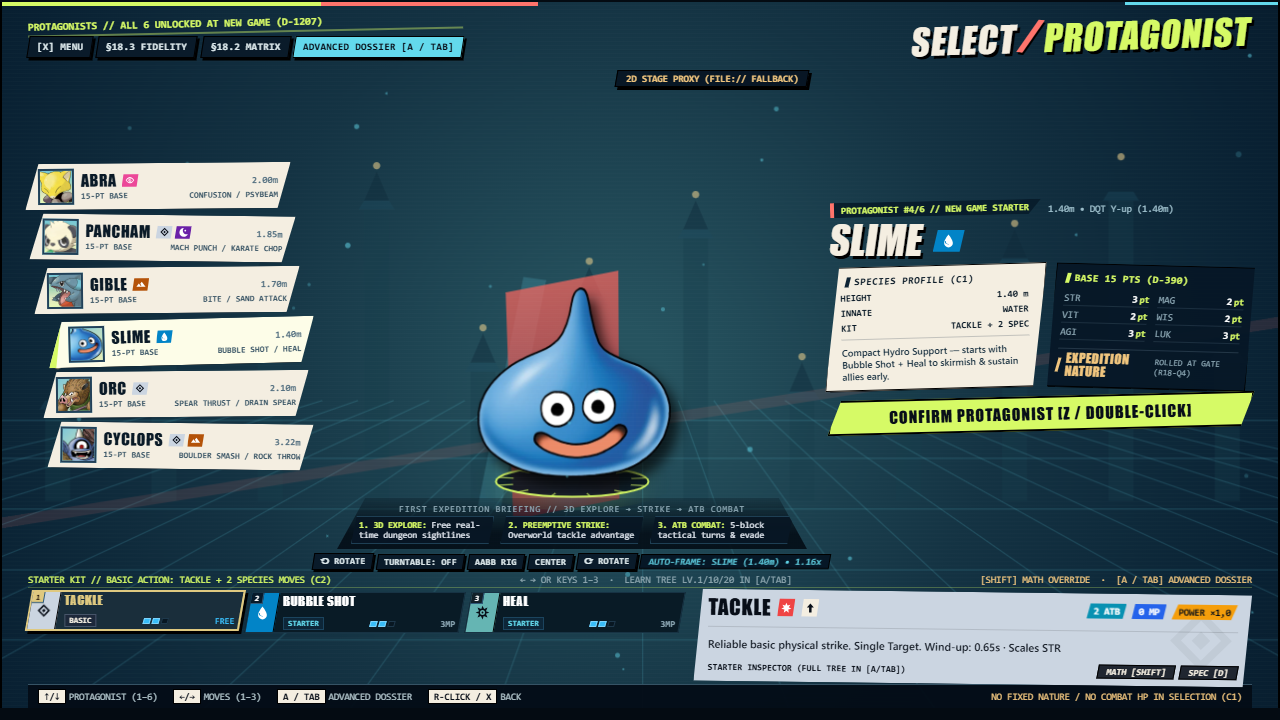 PROTAGONISTS // ALL 6 UNLOCKED AT NEW GAME (D-1207)
[X] MENU
§18.3 FIDELITY
§18.2 MATRIX
ADVANCED DOSSIER [A / TAB]
SELECT/PROTAGONIST
2D STAGE PROXY (FILE:// FALLBACK)
ABRA
2.00m
15-PT BASE
CONFUSION / PSYBEAM
PANCHAM
1.85m
15-PT BASE
MACH PUNCH / KARATE CHOP
GIBLE
1.70m
15-PT BASE
BITE / SAND ATTACK
SLIME
1.40m
15-PT BASE
BUBBLE SHOT / HEAL
ORC
2.10m
15-PT BASE
SPEAR THRUST / DRAIN SPEAR
CYCLOPS
3.22m
15-PT BASE
BOULDER SMASH / ROCK THROW
PROTAGONIST #4/6 // NEW GAME STARTER
1.40m • DQT Y-up (1.40m)
SLIME
SPECIES PROFILE (C1)
HEIGHT 1.40 m
INNATE WATER
KIT TACKLE + 2 SPEC
Compact Hydro Support — starts with
Bubble Shot + Heal to skirmish & sustain
allies early.
BASE 15 PTS (D-390)
STR 3pt MAG 2pt
VIT 2pt WIS 2pt
AGI 3pt LUK 3pt
EXPEDITION
NATURE
ROLLED AT GATE
(R18-Q4)
CONFIRM PROTAGONIST [Z / DOUBLE-CLICK]
FIRST EXPEDITION BRIEFING // 3D EXPLORE → STRIKE → ATB COMBAT
1. 3D EXPLORE: Free real-
time dungeon sightlines
2. PREEMPTIVE STRIKE:
Overworld tackle advantage
3. ATB COMBAT: 5-block
tactical turns & evade
⟲ ROTATE
TURNTABLE: OFF
AABB RIG
CENTER
⟳ ROTATE
AUTO-FRAME: SLIME (1.40m) • 1.16x
STARTER KIT // BASIC ACTION: TACKLE + 2 SPECIES MOVES (C2)
← → OR KEYS 1–3 · LEARN TREE LV.1/10/20 IN [A/TAB]
[SHIFT] MATH OVERRIDE · [A / TAB] ADVANCED DOSSIER
1
TACKLE
BASIC
FREE
2
BUBBLE SHOT
STARTER
3MP
3
HEAL
STARTER
3MP
TACKLE
2 ATB
0 MP
POWER ×1,0
Reliable basic physical strike. Single Target. Wind-up: 0.65s · Scales STR
STARTER INSPECTOR (FULL TREE IN [A/TAB])
MATH [SHIFT]
SPEC [D]
↑/↓ PROTAGONIST (1–6)
←/→ MOVES (1–3)
A / TAB ADVANCED DOSSIER
R-CLICK / X BACK
NO FIXED NATURE / NO COMBAT HP IN SELECTION (C1)